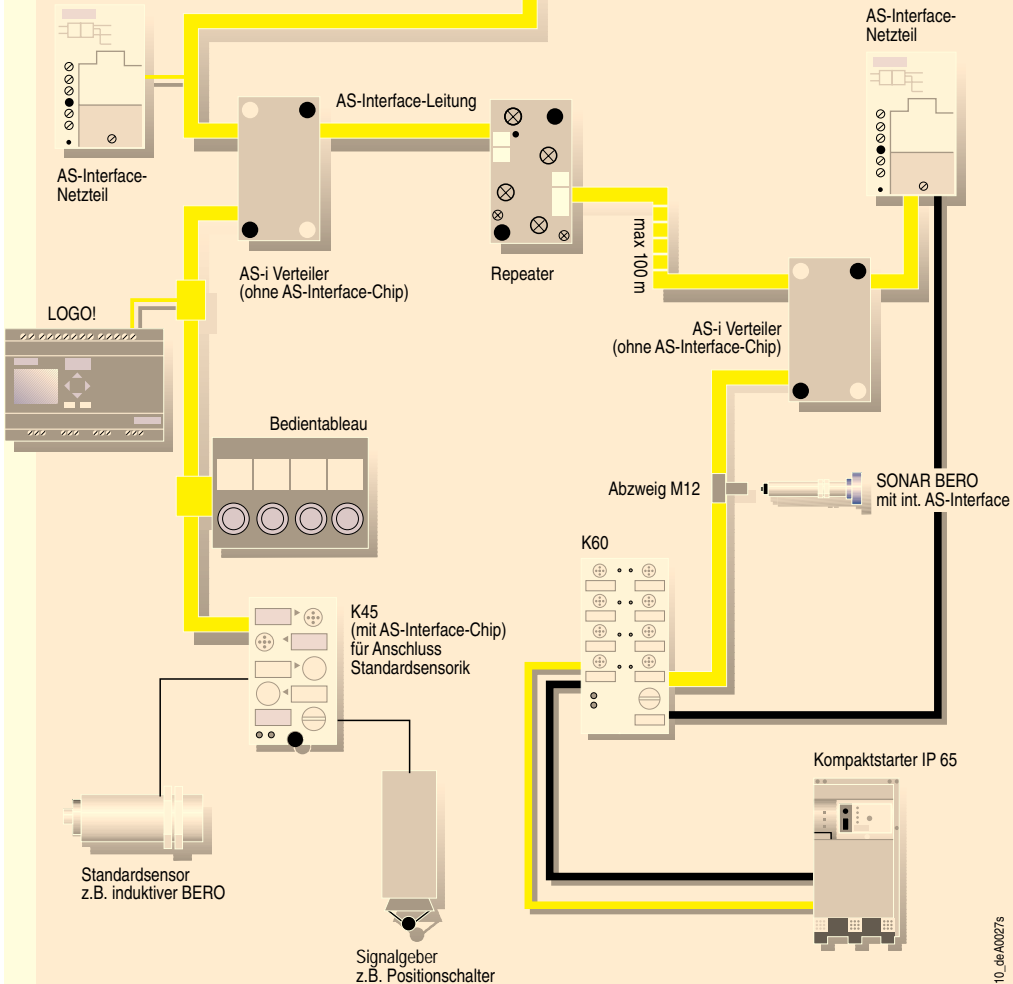 AS-Interface-
Netzteil
AS-Interface-Leitung
AS-Interface-
Netzteil
max 100 m
AS-i Verteiler
(ohne AS-Interface-Chip)
Repeater
LOGO!
AS-i Verteiler
(ohne AS-Interface-Chip)
Bedientableau
Abzweig M12
SONAR BERO
mit int. AS-Interface
K60
K45
(mit AS-Interface-Chip)
für Anschluss
Standardsensorik
Kompaktstarter IP 65
Standardsensor
z.B. induktiver BERO
Signalgeber
z.B. Positionschalter
10_deA0027s